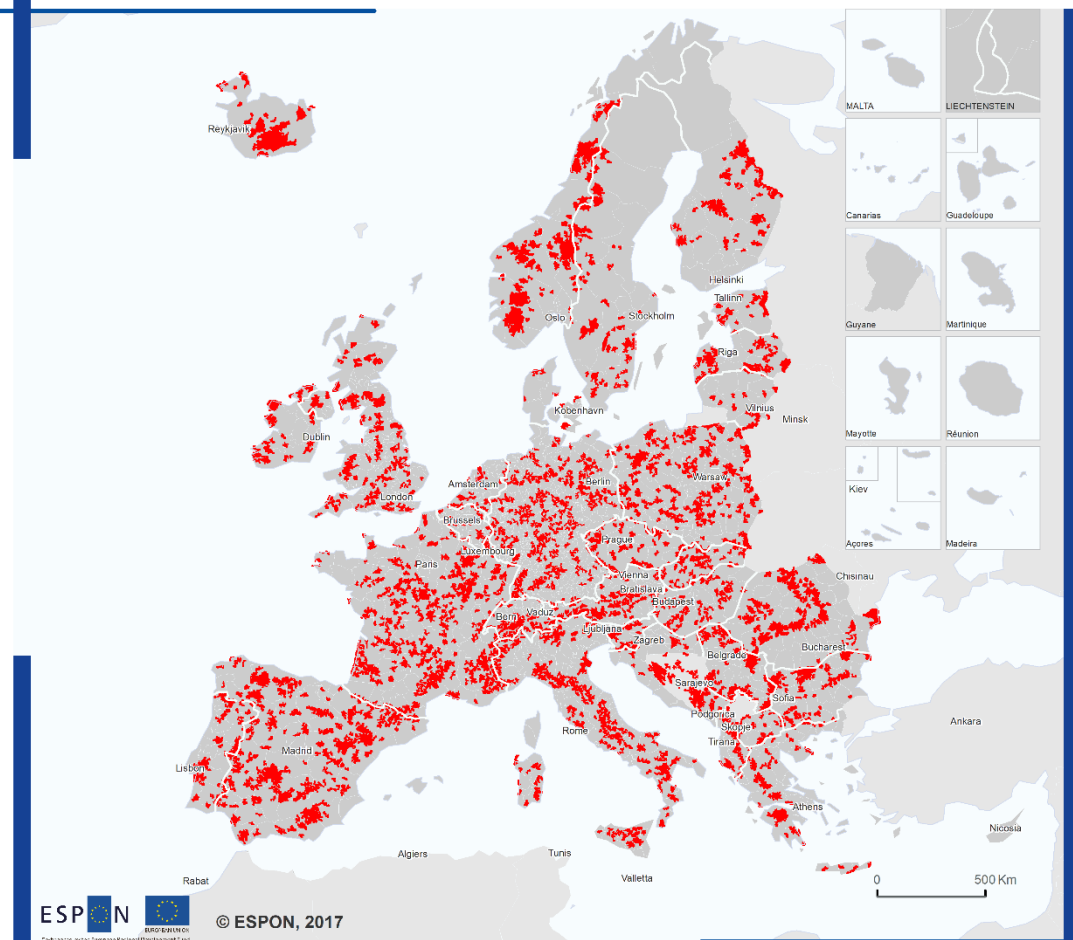 MALTA
LIECHTENSTEIN
Reykjavik
Canarias
Guadeloupe
Helsinki
Tallinn
Oslo
Stockholm
Guyane
Martinique
Riga
København
Vilnius
Minsk
Mayotte
Réunion
Dublin
Amsterdam
Berlin
Warsaw
London
Kiev
Brussels
Prague
Açores
Madeira
Luxembourg
Paris
Vienna
Chisinau
Bratislava
Budapest
Bern
Vaduz
Ljubljana
Zagreb
Bucharest
Belgrade
Sarajevo
Sofia
Podgorica
Skopje
Ankara
Rome
Tirana
Madrid
Lisbon
Athens
Nicosia
Algiers
Tunis
Valletta
Rabat
0 500 Km
ESPON
EUROPEAN UNION
© ESPON, 2017